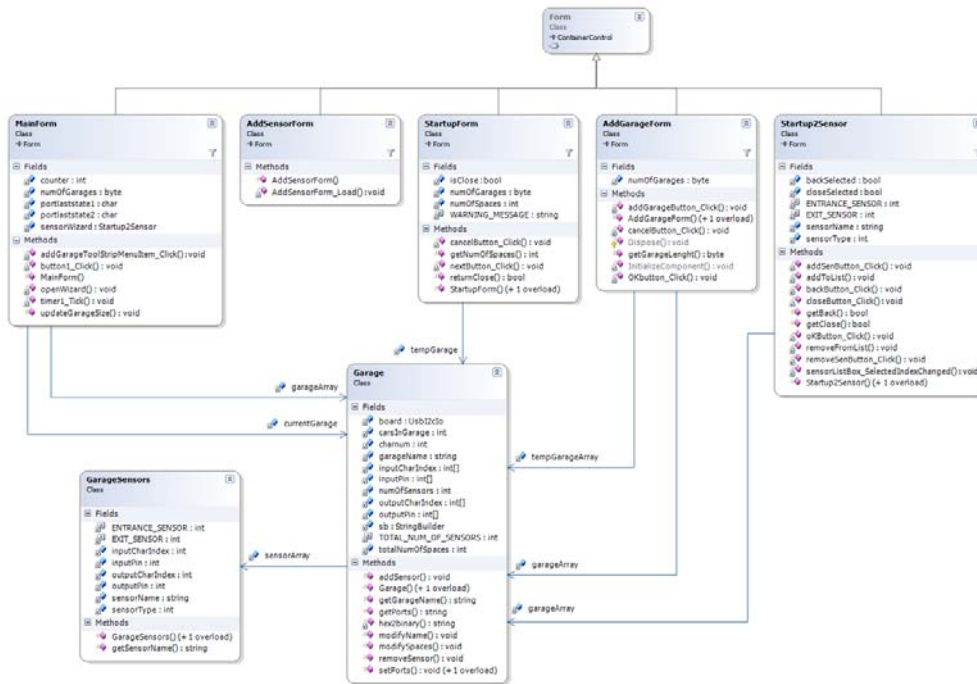 Form
Class
ContainerControl
MainForm
Class
Form
Fields
counter : int
numOfGarages : byte
portlaststate1 : char
portlaststate2 : char
sensorWizard : Startup2Sensor
Methods
addGarageToolStripMenuItem_Click() : void
button1_Click() : void
MainForm()
openWizard() : void
timer1_Tick() : void
updateGarageSize() : void
AddSensorForm
Class
Form
Methods
AddSensorForm()
AddSensorForm_Load() : void
StartupForm
Class
Form
Fields
isClose : bool
numOfGarages : byte
numOfSpaces : int
WARNING_MESSAGE : string
Methods
cancelButton_Click() : void
getNumOfSpaces() : int
nextButton_Click() : void
returnClose() : bool
StartupForm() (+ 1 overload)
AddGarageForm
Class
Form
Fields
numOfGarages : byte
Methods
addGarageButton_Click() : void
AddGarageForm() (+ 1 overload)
cancelButton_Click() : void
Dispose() : void
getGarageLenght() : byte
InitializeComponent() : void
OKbutton_Click() : void
Startup2Sensor
Class
Form
Fields
backSelected : bool
closeSelected : bool
ENTRANCE_SENSOR : int
EXIT_SENSOR : int
sensorName : string
sensorType : int
Methods
addSenButton_Click() : void
addToList() : void
backButton_Click() : void
closeButton_Click() : void
getBack() : bool
getClose() : bool
oKButton_Click() : void
removeFromList() : void
removeSenButton_Click() : void
sensorListBox_SelectedIndexChanged() : void
Startup2Sensor() (+ 1 overload)
tempGarage
garageArray
currentGarage
tempGarageArray
garageArray
garageArray
sensorArray
Garage
Class
Fields
board : UsbI2cIo
carsInGarage : int
charnum : int
garageName : string
inputCharIndex : int[]
inputPin : int[]
numOfSensors : int
outputCharIndex : int[]
outputPin : int[]
sb : StringBuilder
TOTAL_NUM_OF_SENSORS : int
totalNumOfSpaces : int
Methods
addSensor() : void
Garage() (+ 1 overload)
getGarageName() : string
getPorts() : string
hex2binary() : string
modifyName() : void
modifySpaces() : void
removeSensor() : void
setPorts() : void (+ 1 overload)
GarageSensors
Class
Fields
ENTRANCE_SENSOR : int
EXIT_SENSOR : int
inputCharIndex : int
inputPin : int
outputCharIndex : int
outputPin : int
sensorName : string
sensorType : int
Methods
GarageSensors() (+ 1 overload)
getSensorName() : string